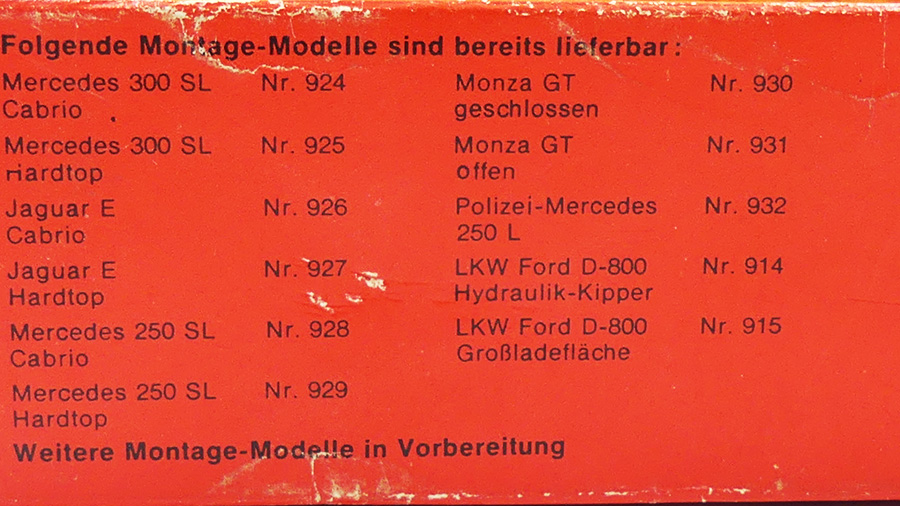 Folgende Montage-Modelle sind bereits lieferbar:
Mercedes 300 SL Nr. 924
Cabrio
Mercedes 300 SL Nr. 925
Hardtop
Jaguar E Nr. 926
Cabrio
Jaguar E Nr. 927
Hardtop
Mercedes 250 SL Nr. 928
Cabrio
Mercedes 250 SL Nr. 929
Hardtop
Monza GT Nr. 930
geschlossen
Monza GT Nr. 931
offen
Polizei-Mercedes Nr. 932
250 L
LKW Ford D-800 Nr. 914
Hydraulik-Kipper
LKW Ford D-800 Nr. 915
Großladefläche
Weitere Montage-Modelle in Vorbereitung